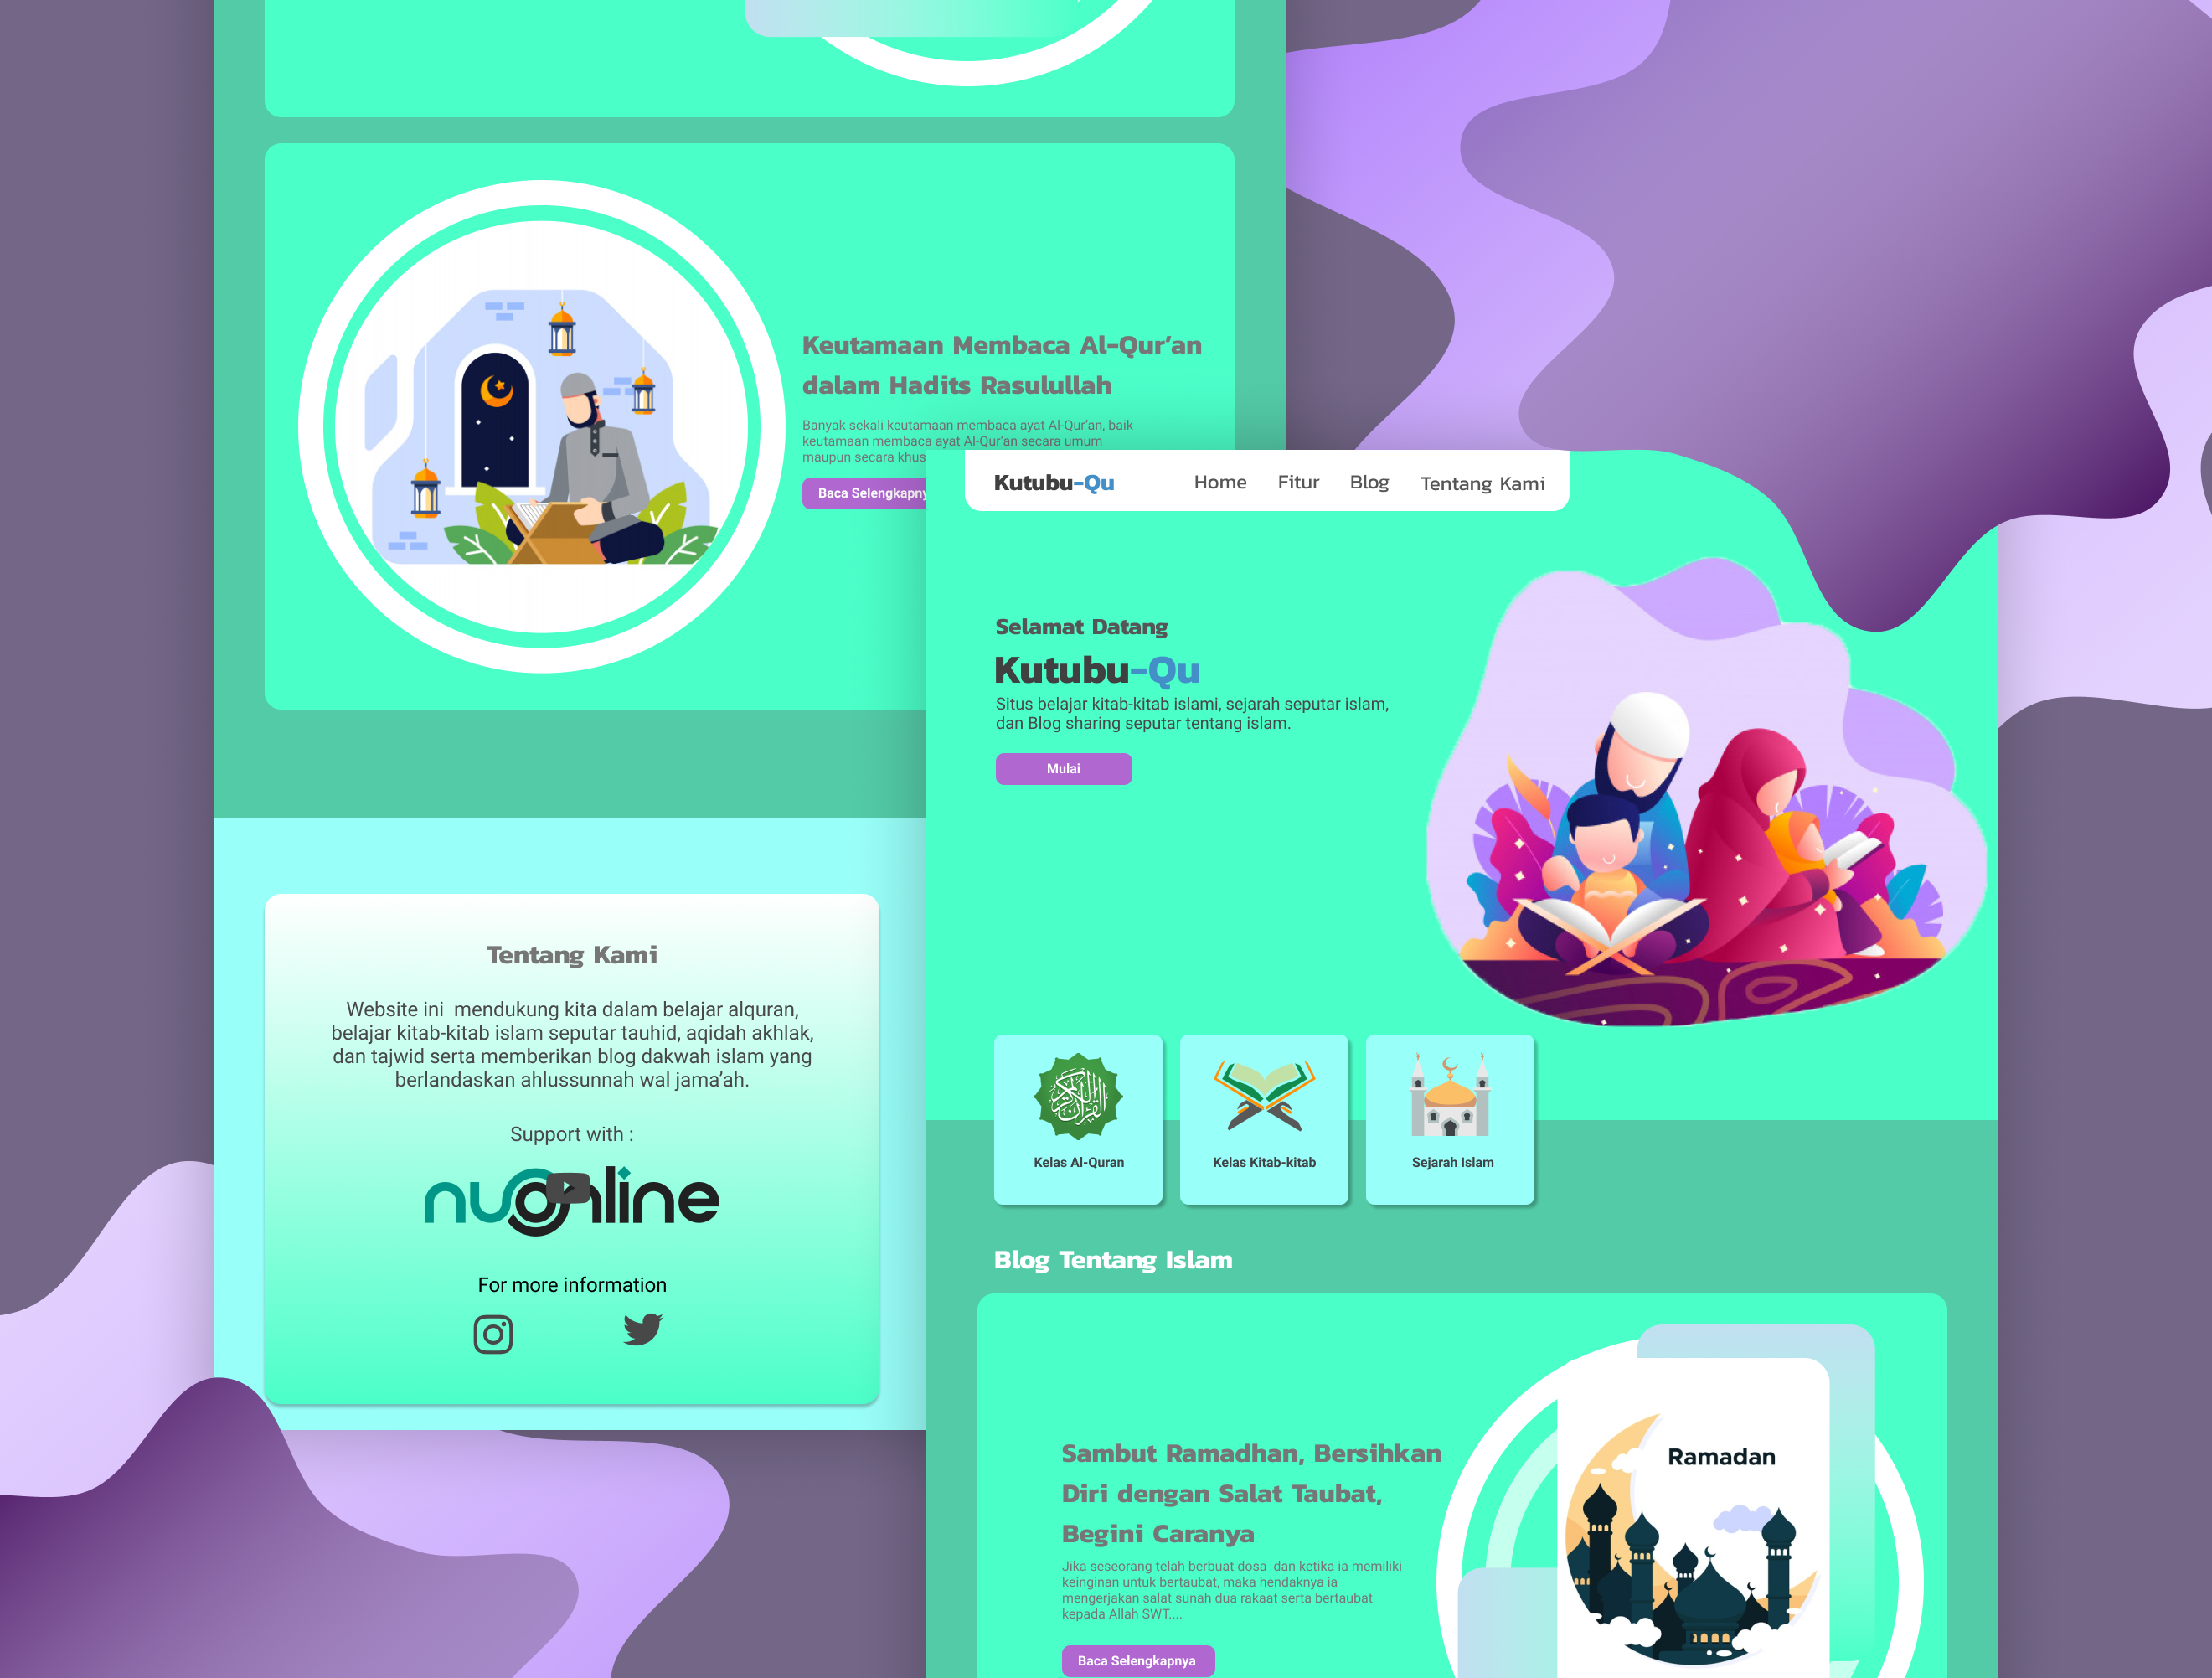 Keutamaan Membaca Al-Qur’an
dalam Hadits Rasulullah
Banyak sekali keutamaan membaca ayat Al-Qur’an, baik
keutamaan membaca ayat Al-Qur’an secara umum
maupun secara khus
Baca Selengkapny
Tentang Kami
Website ini  mendukung kita dalam belajar alquran,
belajar kitab-kitab islam seputar tauhid, aqidah akhlak,
dan tajwid serta memberikan blog dakwah islam yang
berlandaskan ahlussunnah wal jama’ah.
Support with :
nuonline
For more information
Kutubu-Qu
Home Fitur Blog Tentang Kami
Selamat Datang
Kutubu-Qu
Situs belajar kitab-kitab islami, sejarah seputar islam,
dan Blog sharing seputar tentang islam.
Mulai
القرآن الكريم
Kelas Al-Quran
Kelas Kitab-kitab
Sejarah Islam
Blog Tentang Islam
Sambut Ramadhan, Bersihkan
Diri dengan Salat Taubat,
Begini Caranya
Jika seseorang telah berbuat dosa  dan ketika ia memiliki
keinginan untuk bertaubat, maka hendaknya ia
mengerjakan salat sunah dua rakaat serta bertaubat
kepada Allah SWT....
Baca Selengkapnya
Ramadan